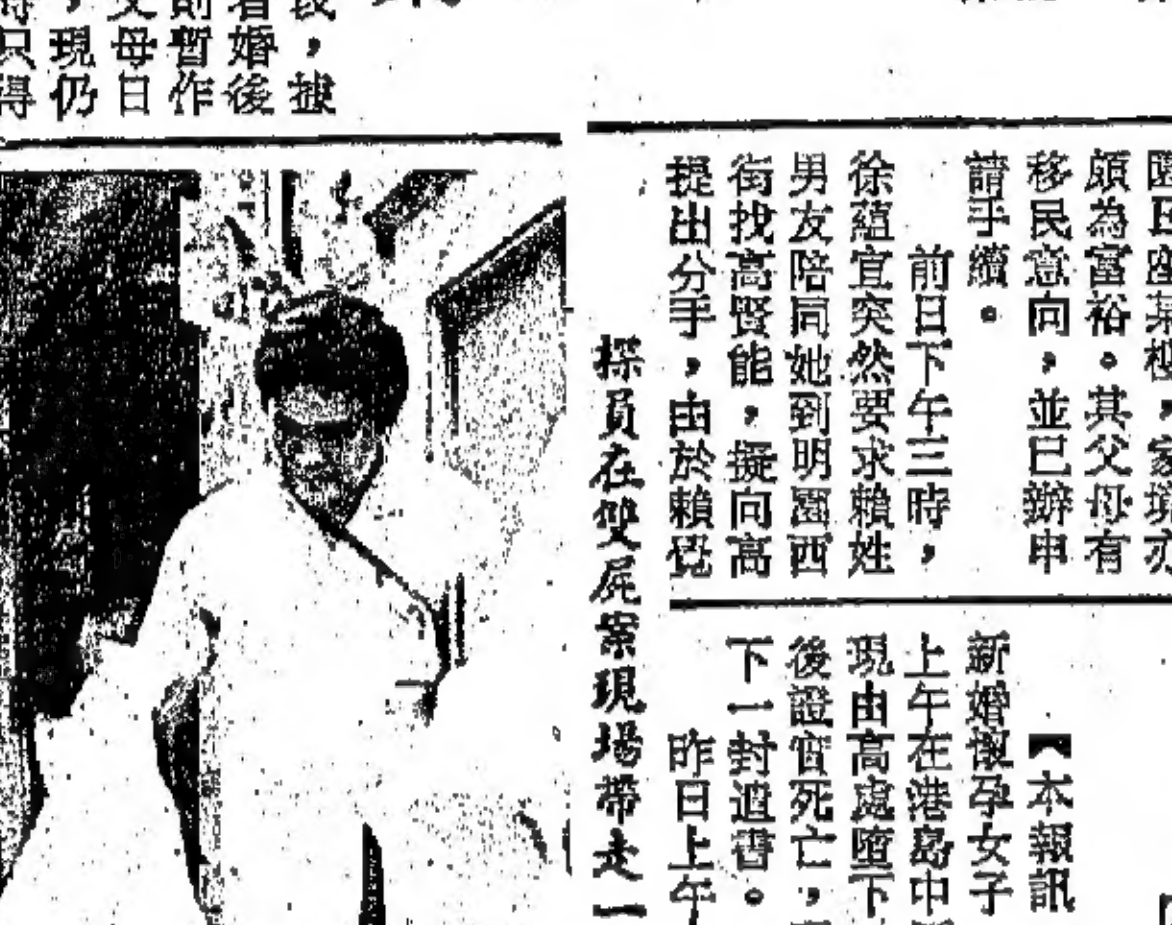 園
頗為富裕。其父母有
移民意向，並已辦申
請手續。
前日下午三時，
徐蘊宜突然要求賴姓
男友陪同她到明園西
街找高賢能，擬向高
提出分手，由於賴覺
探員在雙屍案現場帶走一
【本報訊
新婚懷孕女子
上午在港島中
現由高處墮下
後證實死亡，
下一封遺書。
昨日上午
，據
婚後
暫作
母日
現仍
只得